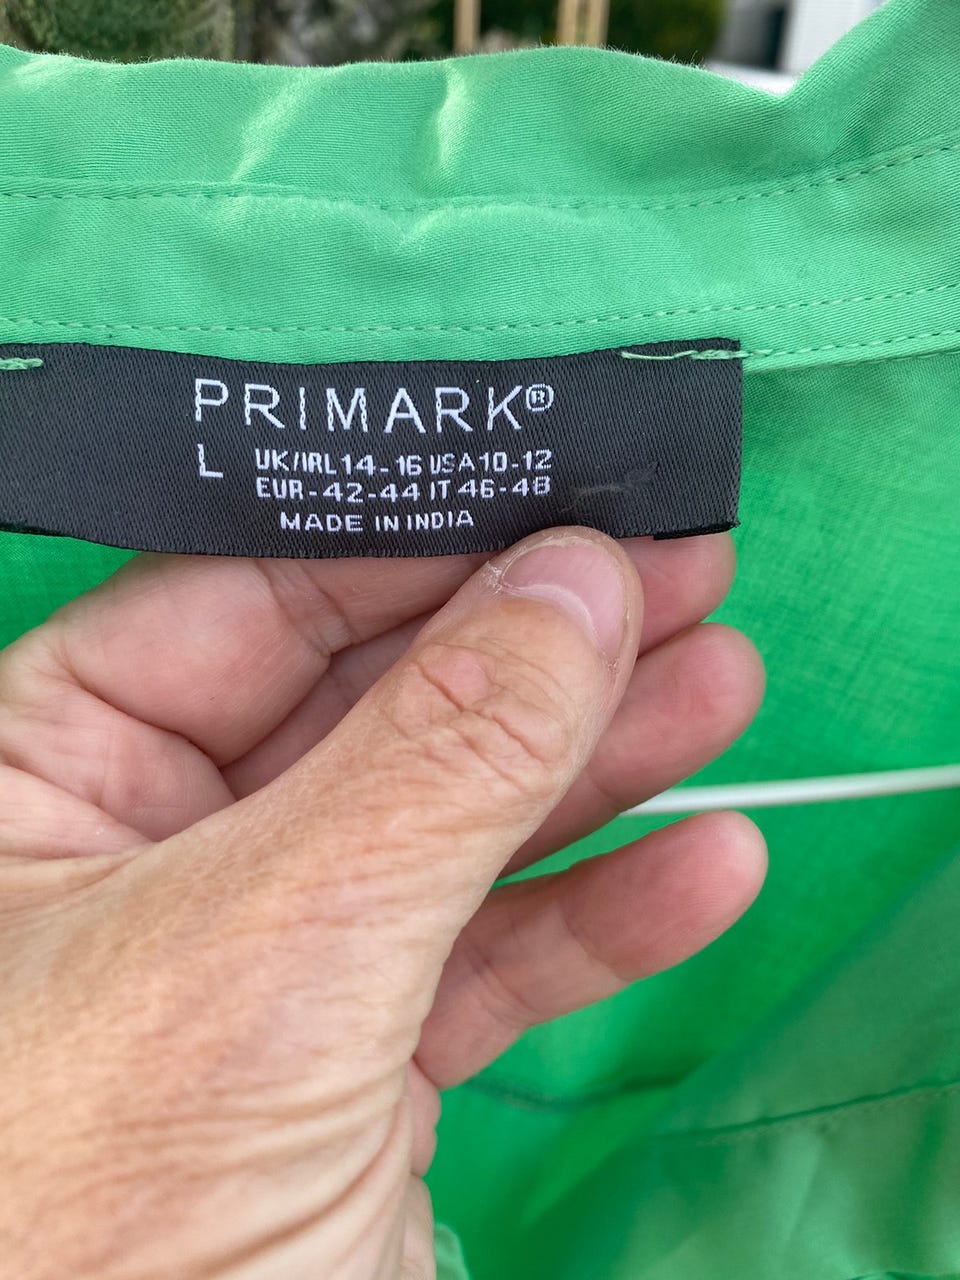 PRIMARK®
L UK/IRL 14-16 USA 10-12
EUR-42-44 IT 46-48
MADE IN INDIA